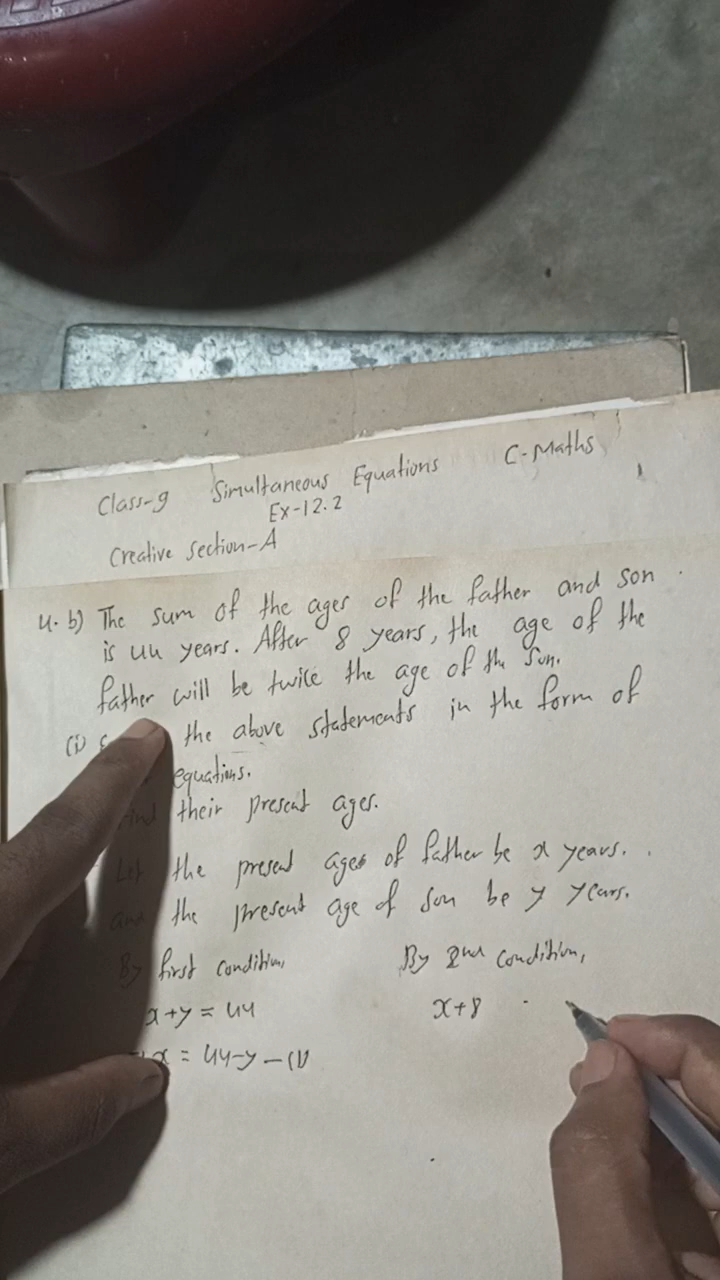 Class-9 Simultaneous Equations C-Maths
Ex-12.2
Creative Section-A
4. b) The sum of the ages of the father and son
is 44 years. After 8 years, the age of the
father will be twice the age of the son.
(i) the above statements in the form of
equations.
their present ages.
Let the present ages of father be x years.
and the present age of son be y years.
By first condition, By 2nd condition,
x+y = 44 x+8
x = 44-y - (i)